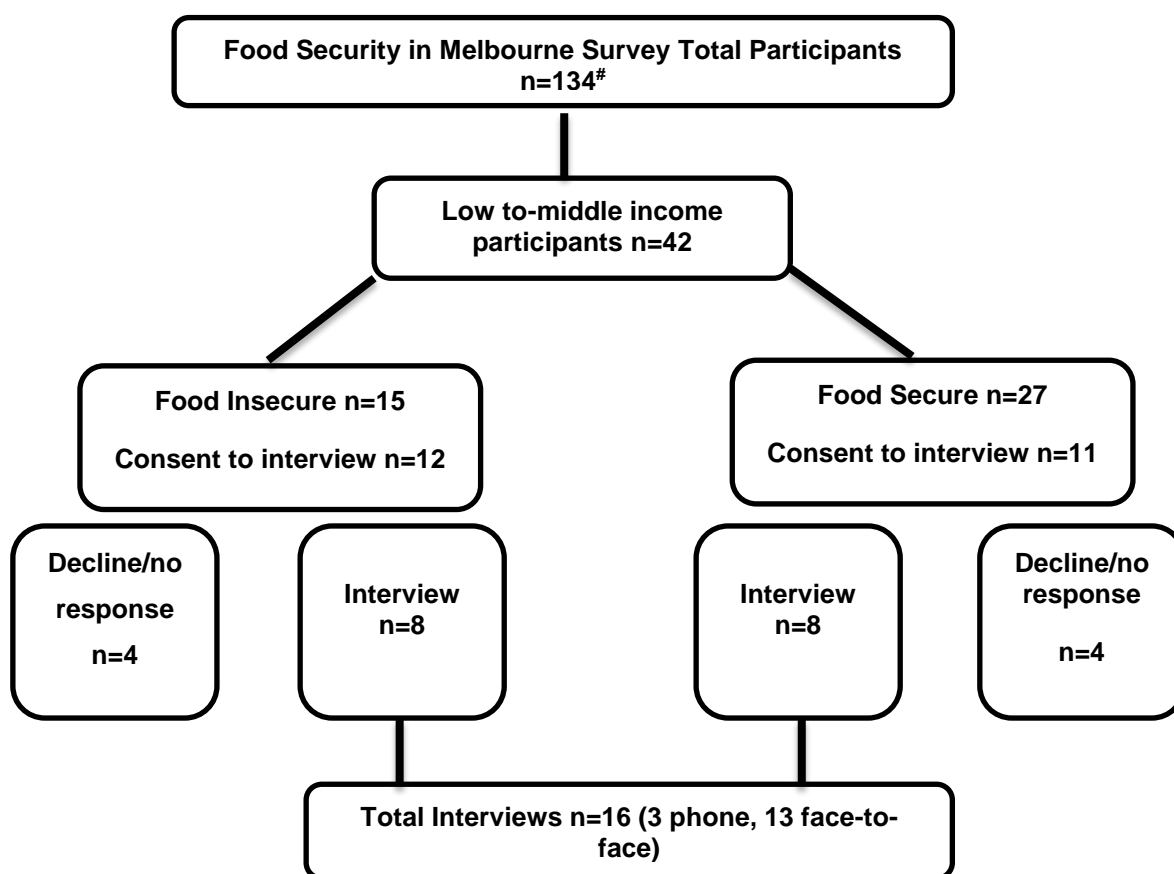 Food Security in Melbourne Survey Total Participants
n=134#
Low to-middle income
participants n=42
Food Insecure n=15
Consent to interview n=12
Food Secure n=27
Consent to interview n=11
Decline/no
response
n=4
Interview
n=8
Interview
n=8
Decline/no
response
n=4
Total Interviews n=16 (3 phone, 13 face-to-
face)